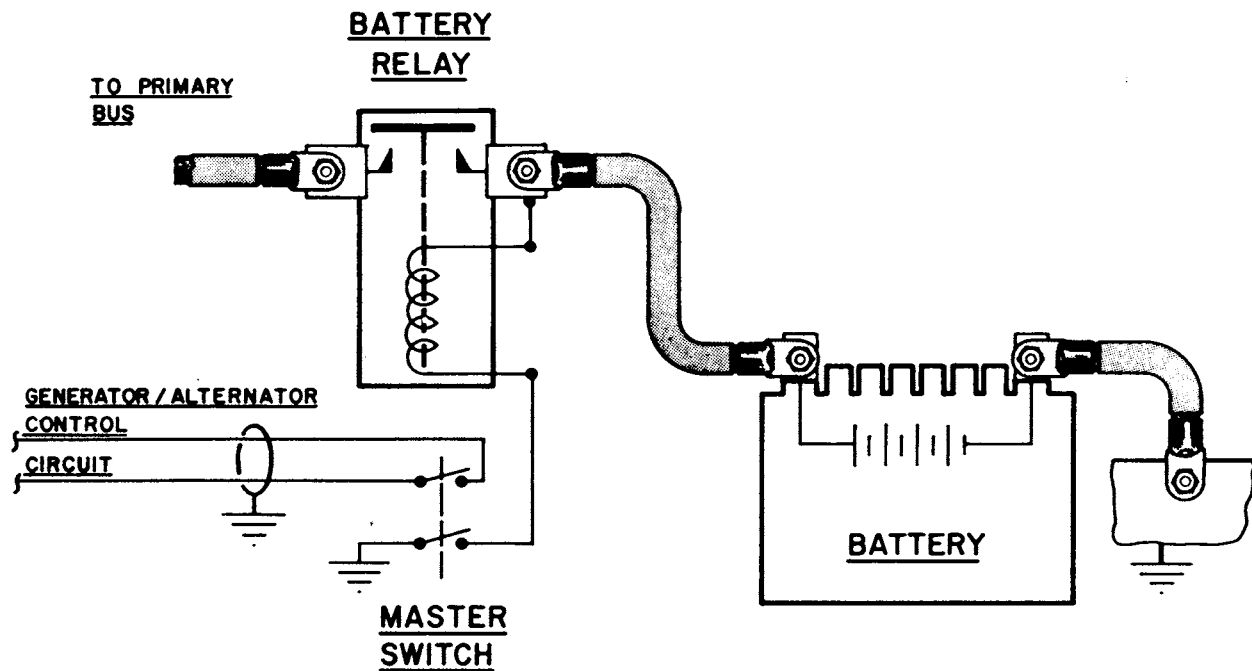 BATTERY
RELAY
TO PRIMARY
BUS
GENERATOR/ALTERNATOR
CONTROL
CIRCUIT
BATTERY
MASTER
SWITCH